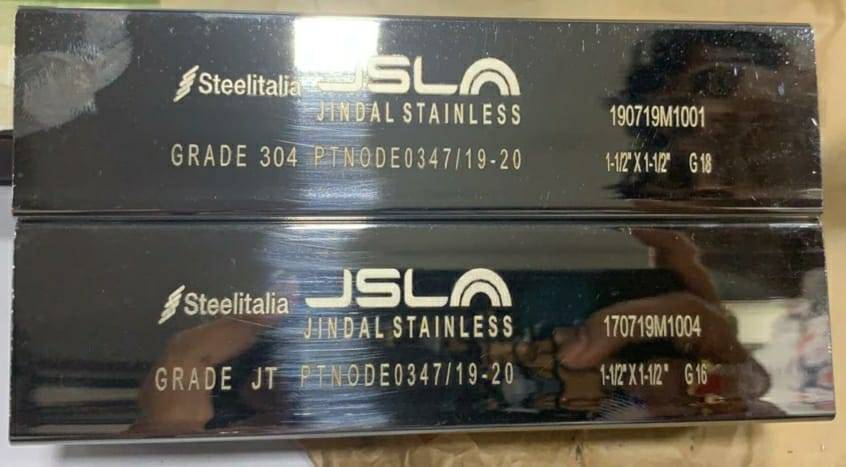 Steelitalia JSL
JINDAL STAINLESS 190719M1001
GRADE 304 PTNODE0347/19-20 1-1/2" X 1-1/2" G 18
Steelitalia JSL
JINDAL STAINLESS 170719M1004
GRADE JT PTNODE0347/19-20 1-1/2" X 1-1/2" G 16